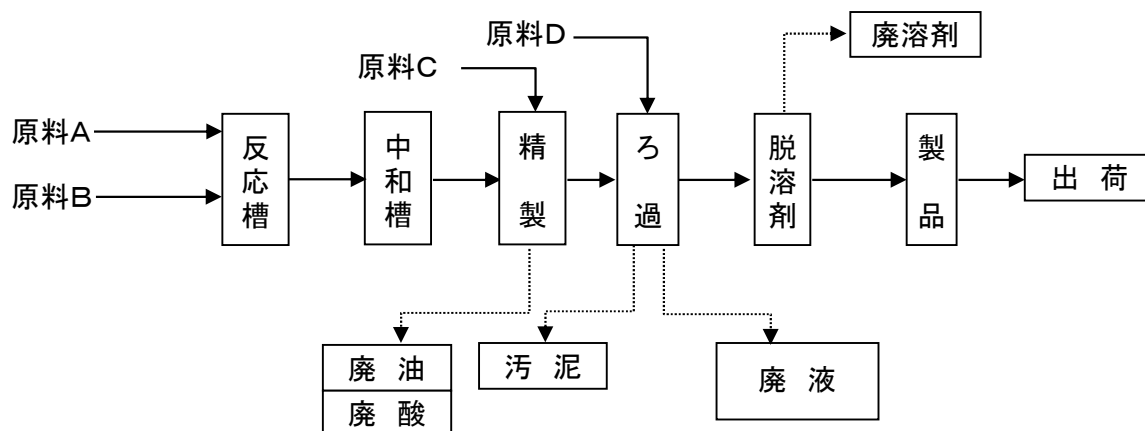 廃溶剤
原料D
原料C
原料A
原料B
反応槽
中和槽
精製
ろ過
脱溶剤
製品
出荷
廃油
廃酸
汚泥
廃液